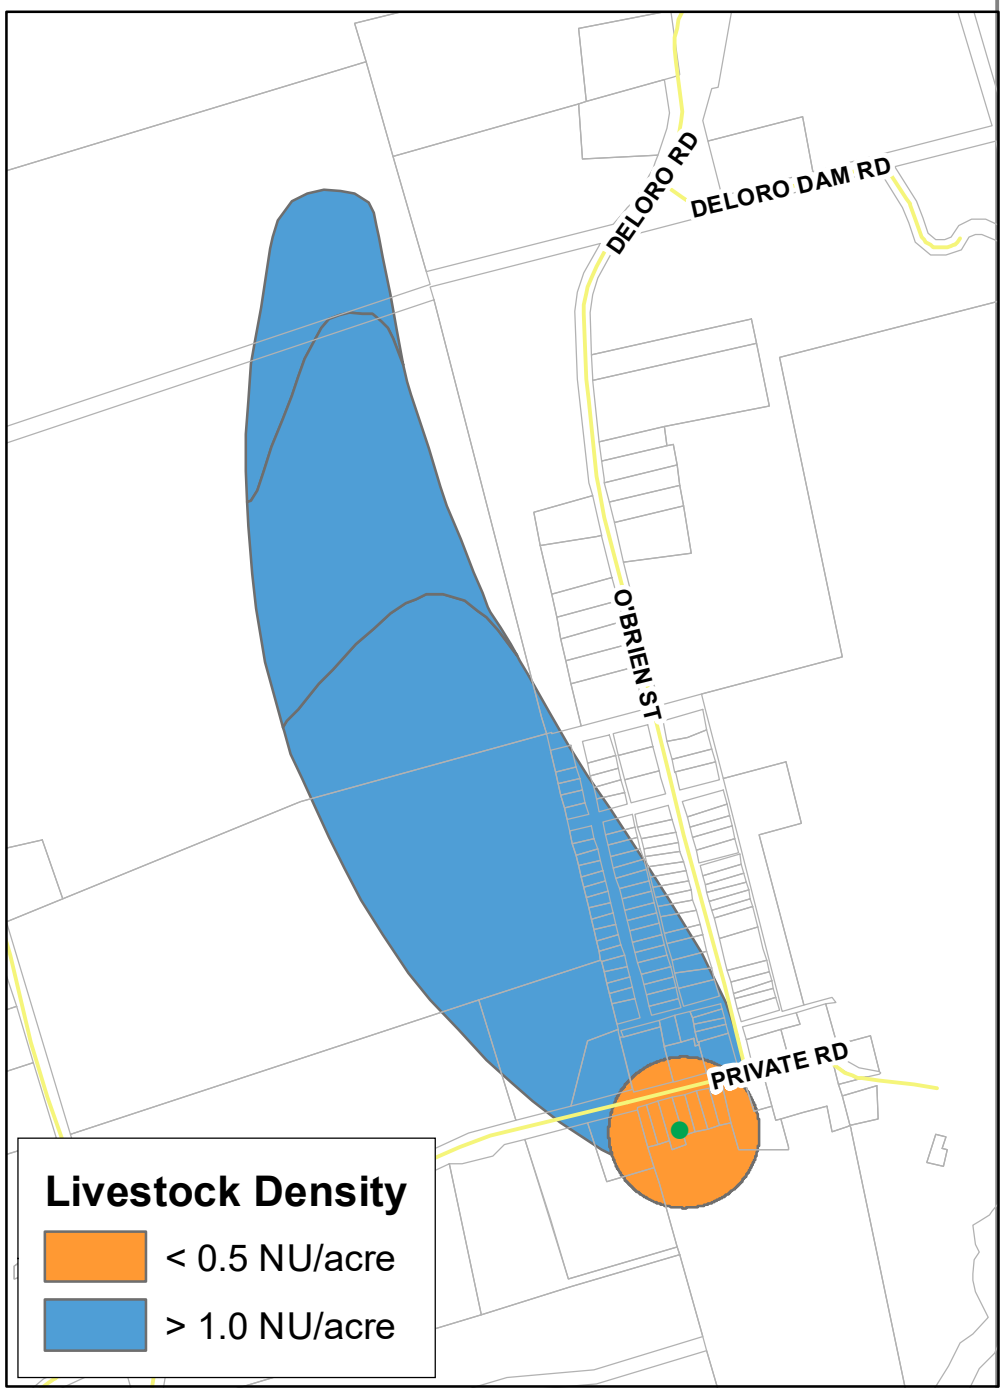 DELORO RD
DELORO DAM RD
O'BRIEN ST
PRIVATE RD
Livestock Density
< 0.5 NU/acre
> 1.0 NU/acre